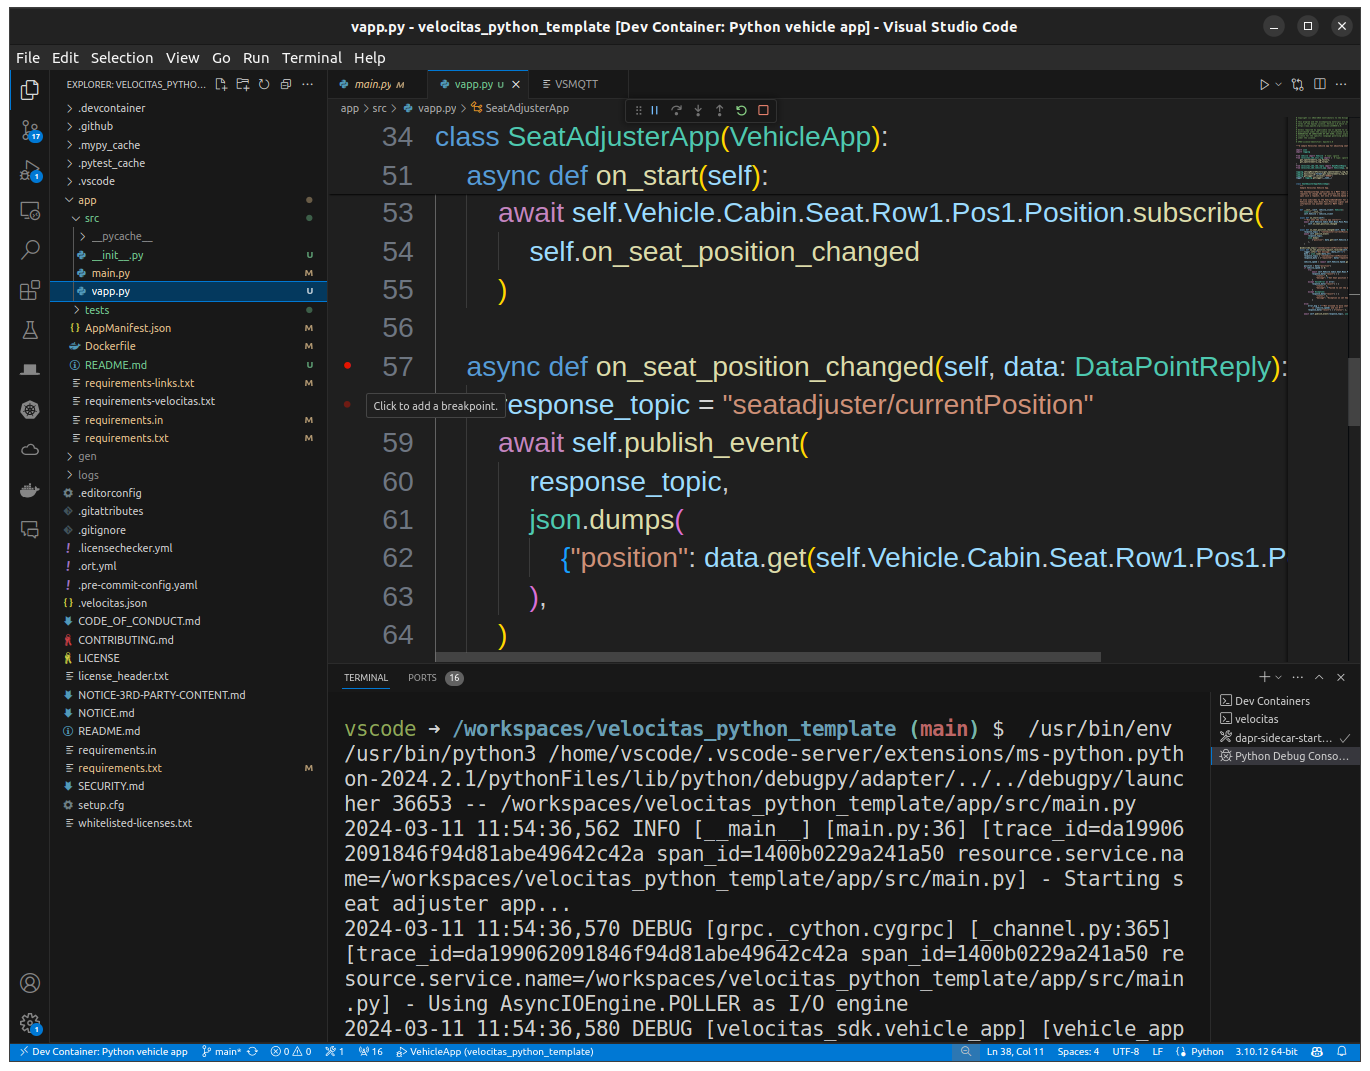 vapp.py - velocitas_python_template [Dev Container: Python vehicle app] - Visual Studio Code
File Edit Selection View Go Run Terminal Help
EXPLORER: VELOCITAS_PYTHO...
main.py M
vapp.py U
VSMQTT
app > src > vapp.py > SeatAdjusterApp
.devcontainer
.github
.mypy_cache
.pytest_cache
.vscode
app
src
__pycache__
__init__.py U
main.py M
vapp.py U
tests
AppManifest.json M
Dockerfile M
README.md U
requirements-links.txt M
requirements-velocitas.txt
requirements.in M
requirements.txt M
gen
logs
.editorconfig
.gitattributes
.gitignore
.licensechecker.yml
.ort.yml
.pre-commit-config.yaml
.velocitas.json
CODE_OF_CONDUCT.md
CONTRIBUTING.md
LICENSE
license_header.txt
NOTICE-3RD-PARTY-CONTENT.md
NOTICE.md
README.md
requirements.in
requirements.txt M
SECURITY.md
setup.cfg
whitelisted-licenses.txt
17
1
1
34 class SeatAdjusterApp(VehicleApp):
51 async def on_start(self):
53 await self.Vehicle.Cabin.Seat.Row1.Pos1.Position.subscribe(
54 self.on_seat_position_changed
55 )
56
57 async def on_seat_position_changed(self, data: DataPointReply):
Click to add a breakpoint.
response_topic = "seatadjuster/currentPosition"
59 await self.publish_event(
60 response_topic,
61 json.dumps(
62 {"position": data.get(self.Vehicle.Cabin.Seat.Row1.Pos1.P
63 ),
64 )
TERMINAL PORTS 16
Dev Containers
velocitas
dapr-sidecar-start...
Python Debug Conso...
vscode ➜ /workspaces/velocitas_python_template (main) $  /usr/bin/env
/usr/bin/python3 /home/vscode/.vscode-server/extensions/ms-python.pyth
on-2024.2.1/pythonFiles/lib/python/debugpy/adapter/../../debugpy/launc
her 36653 -- /workspaces/velocitas_python_template/app/src/main.py
2024-03-11 11:54:36,562 INFO [__main__] [main.py:36] [trace_id=da19906
2091846f94d81abe49642c42a span_id=1400b0229a241a50 resource.service.na
me=/workspaces/velocitas_python_template/app/src/main.py] - Starting s
eat adjuster app...
2024-03-11 11:54:36,570 DEBUG [grpc._cython.cygrpc] [_channel.py:365]
[trace_id=da199062091846f94d81abe49642c42a span_id=1400b0229a241a50 re
source.service.name=/workspaces/velocitas_python_template/app/src/main
.py] - Using AsyncIOEngine.POLLER as I/O engine
2024-03-11 11:54:36,580 DEBUG [velocitas_sdk.vehicle_app] [vehicle_app
Dev Container: Python vehicle app main* 0 0 1 16 VehicleApp (velocitas_python_template) Ln 38, Col 11 Spaces: 4 UTF-8 LF Python 3.10.12 64-bit